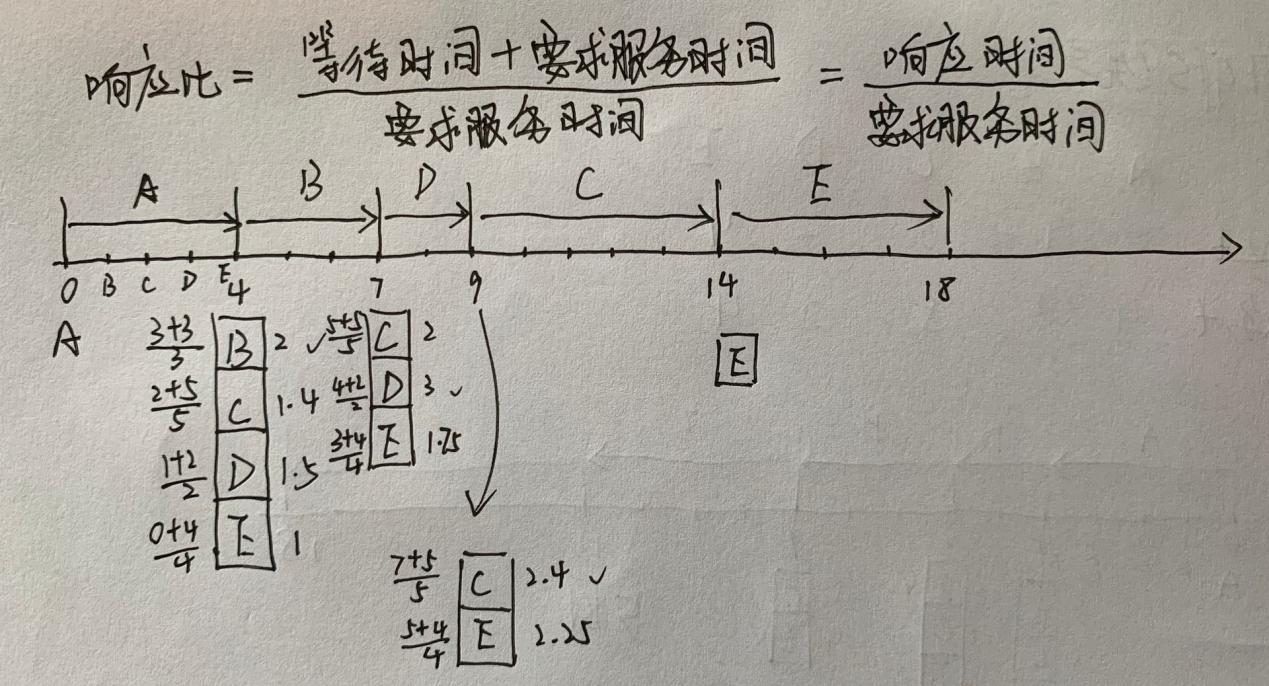 响应比 = (等待时间 + 要求服务时间) / 要求服务时间 = 响应时间 / 要求服务时间
A B D C E
0 B C D E 4 7 9 14 18
A
3+3/3 B 2 ✓
2+5/5 C 1.4
1+2/2 D 1.5
0+4/4 E 1
5+5/5 C 2
4+2/2 D 3 ✓
3+4/4 E 1.75
E
7+5/5 C 2.4 ✓
5+4/4 E 2.25